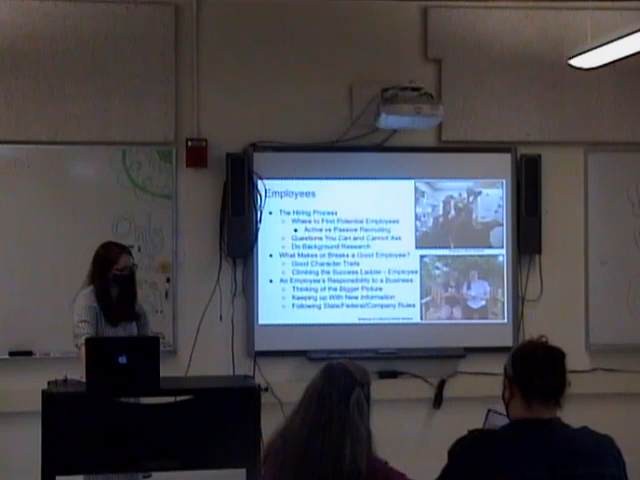 Employees
● The Hiring Process
○ Where to Find Potential Employees
■ Active vs Passive Recruiting
○ Questions You Can and Cannot Ask
○ Do Background Research
● What Makes or Breaks a Good Employee?
○ Good Character Traits
○ Climbing the Success Ladder - Employee
● An Employee's Responsibility to a Business
○ Thinking of the Bigger Picture
○ Keeping up With New Information
○ Following State/Federal/Company Rules
Only